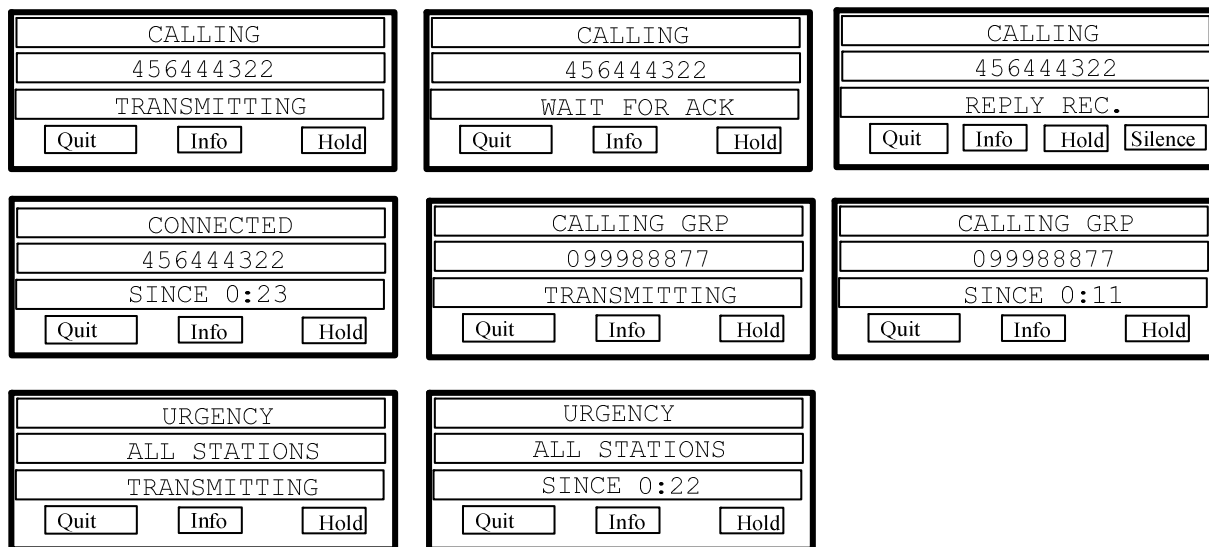 CALLING
456444322
TRANSMITTING
Quit Info Hold
CALLING
456444322
WAIT FOR ACK
Quit Info Hold
CALLING
456444322
REPLY REC.
Quit Info Hold Silence
CONNECTED
456444322
SINCE 0:23
Quit Info Hold
CALLING GRP
099988877
TRANSMITTING
Quit Info Hold
CALLING GRP
099988877
SINCE 0:11
Quit Info Hold
URGENCY
ALL STATIONS
TRANSMITTING
Quit Info Hold
URGENCY
ALL STATIONS
SINCE 0:22
Quit Info Hold